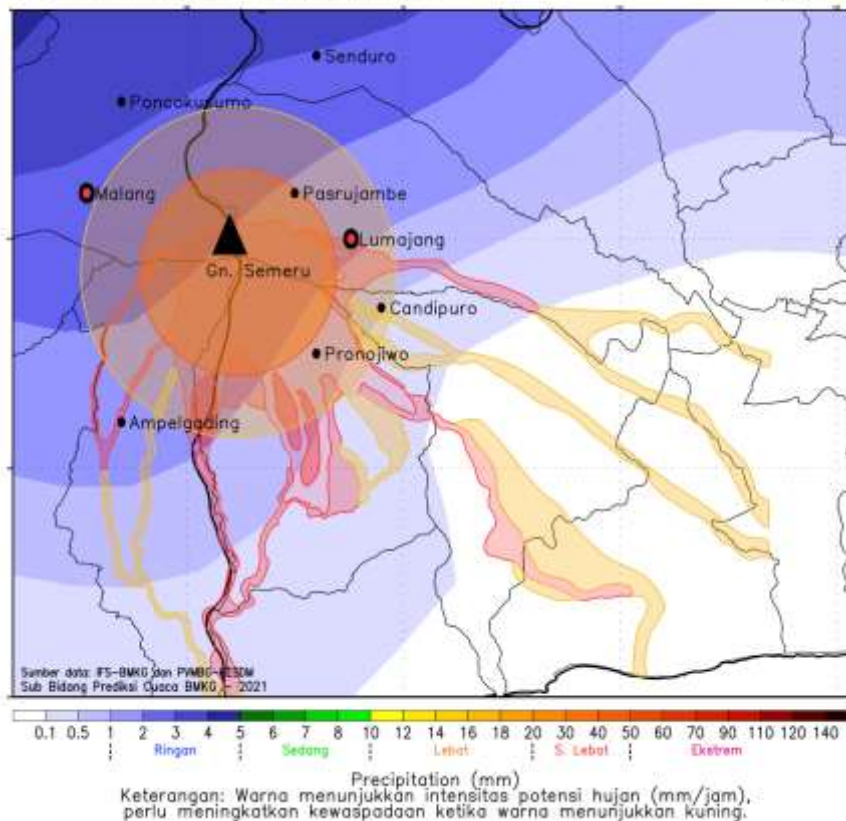 Senduro
Poncokusumo
Malang
Pasrujambe
Lumajang
Gn. Semeru
Candipuro
Pronojiwo
Ampelgading
Sumber data: IFS-BMKG dan PVMBG-ESDM
Sub Bidang Prediksi Cuaca BMKG - 2021
0.1 0.5 1 2 3 4 5 6 7 8 10 12 14 16 18 20 30 40 50 60 70 90 110 120 140
Ringan Sedang Lebat S. Lebat Ekstrem
Precipitation (mm)
Keterangan: Warna menunjukkan intensitas potensi hujan (mm/jam),
perlu meningkatkan kewaspadaan ketika warna menunjukkan kuning.